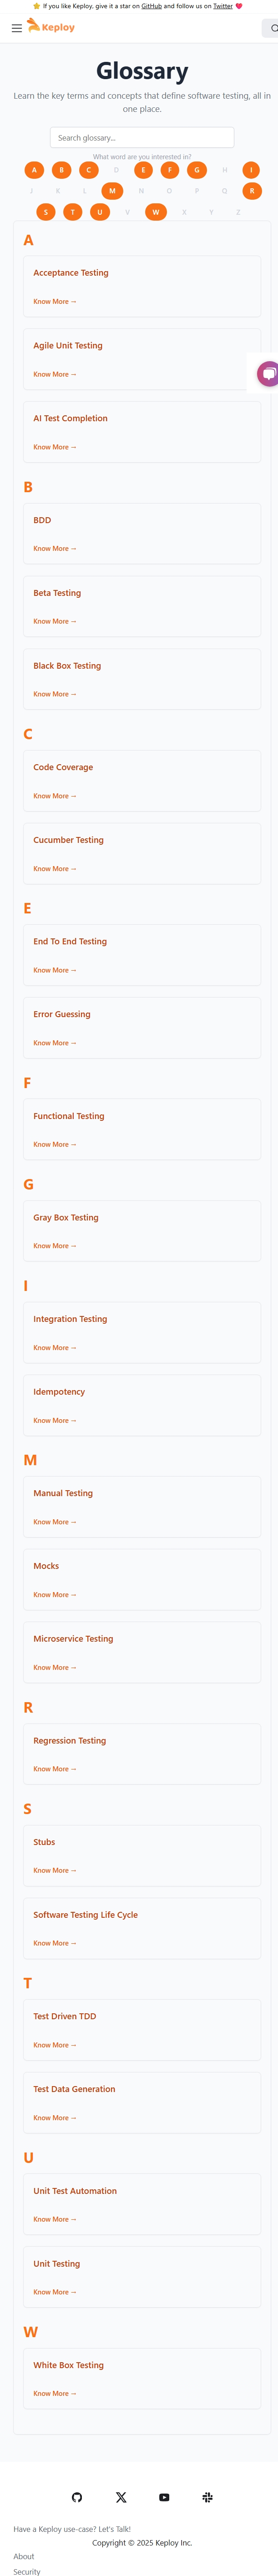 ⭐ If you like Keploy, give it a star on GitHub and follow us on Twitter ❤️
Keploy
Glossary
Learn the key terms and concepts that define software testing, all in
one place.
Search glossary...
What word are you interested in?
A B C D E F G H I
J K L M N O P Q R
S T U V W X Y Z
A
Acceptance Testing
Know More →
Agile Unit Testing
Know More →
AI Test Completion
Know More →
B
BDD
Know More →
Beta Testing
Know More →
Black Box Testing
Know More →
C
Code Coverage
Know More →
Cucumber Testing
Know More →
E
End To End Testing
Know More →
Error Guessing
Know More →
F
Functional Testing
Know More →
G
Gray Box Testing
Know More →
I
Integration Testing
Know More →
Idempotency
Know More →
M
Manual Testing
Know More →
Mocks
Know More →
Microservice Testing
Know More →
R
Regression Testing
Know More →
S
Stubs
Know More →
Software Testing Life Cycle
Know More →
T
Test Driven TDD
Know More →
Test Data Generation
Know More →
U
Unit Test Automation
Know More →
Unit Testing
Know More →
W
White Box Testing
Know More →
Have a Keploy use-case? Let's Talk!
Copyright © 2025 Keploy Inc.
About
Security